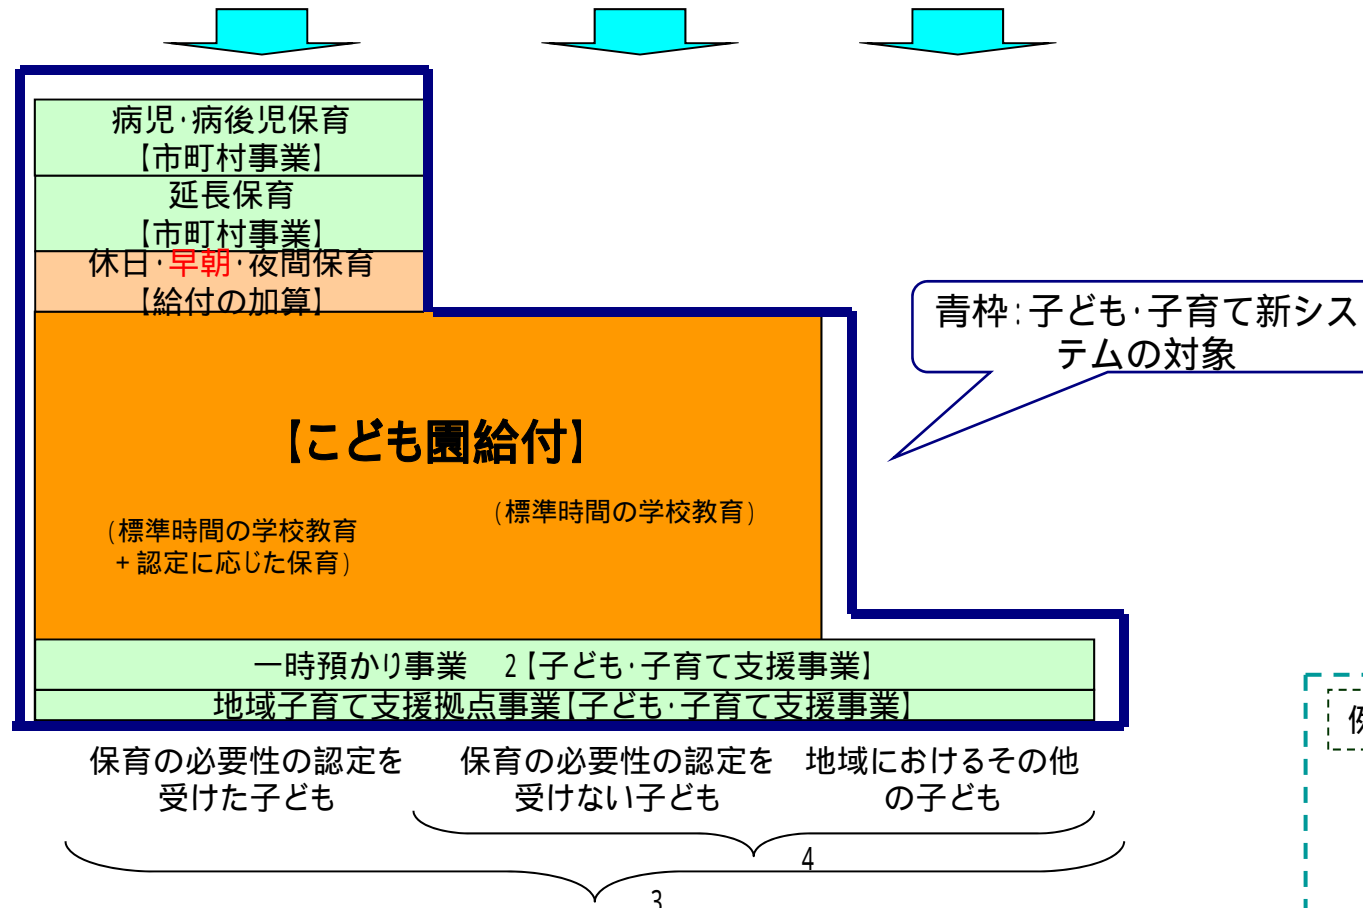 病児・病後児保育
【市町村事業】
延長保育
【市町村事業】
休日・早朝・夜間保育
【給付の加算】
青枠：子ども・子育て新シス
テムの対象
【こども園給付】
(標準時間の学校教育)
(標準時間の学校教育
+認定に応じた保育)
一時預かり事業　2【子ども・子育て支援事業】
地域子育て支援拠点事業【子ども・子育て支援事業】
保育の必要性の認定を
受けた子ども
保育の必要性の認定を
受けない子ども
地域におけるその他
の子ども
4
3